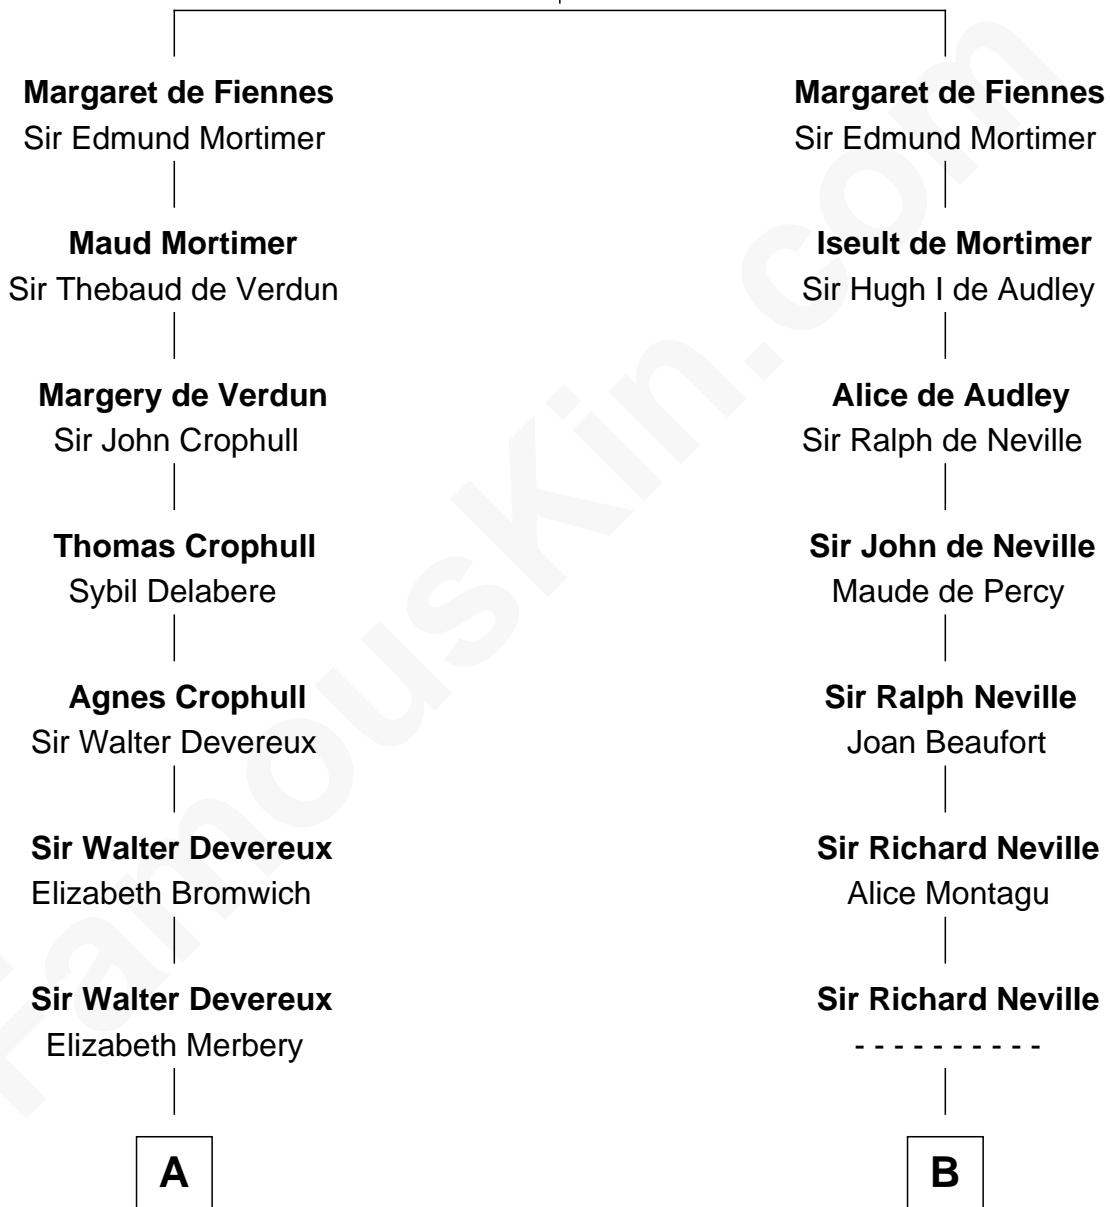 Margaret de Fiennes
Sir Edmund Mortimer
Maud Mortimer
Sir Thebaud de Verdun
Margery de Verdun
Sir John Crophull
Thomas Crophull
Sybil Delabere
Agnes Crophull
Sir Walter Devereux
Sir Walter Devereux
Elizabeth Bromwich
Sir Walter Devereux
Elizabeth Merbery
A
Margaret de Fiennes
Sir Edmund Mortimer
Iseult de Mortimer
Sir Hugh I de Audley
Alice de Audley
Sir Ralph de Neville
Sir John de Neville
Maude de Percy
Sir Ralph Neville
Joan Beaufort
Sir Richard Neville
Alice Montagu
Sir Richard Neville
- - - - - - - - - -
B
FamousKin.com